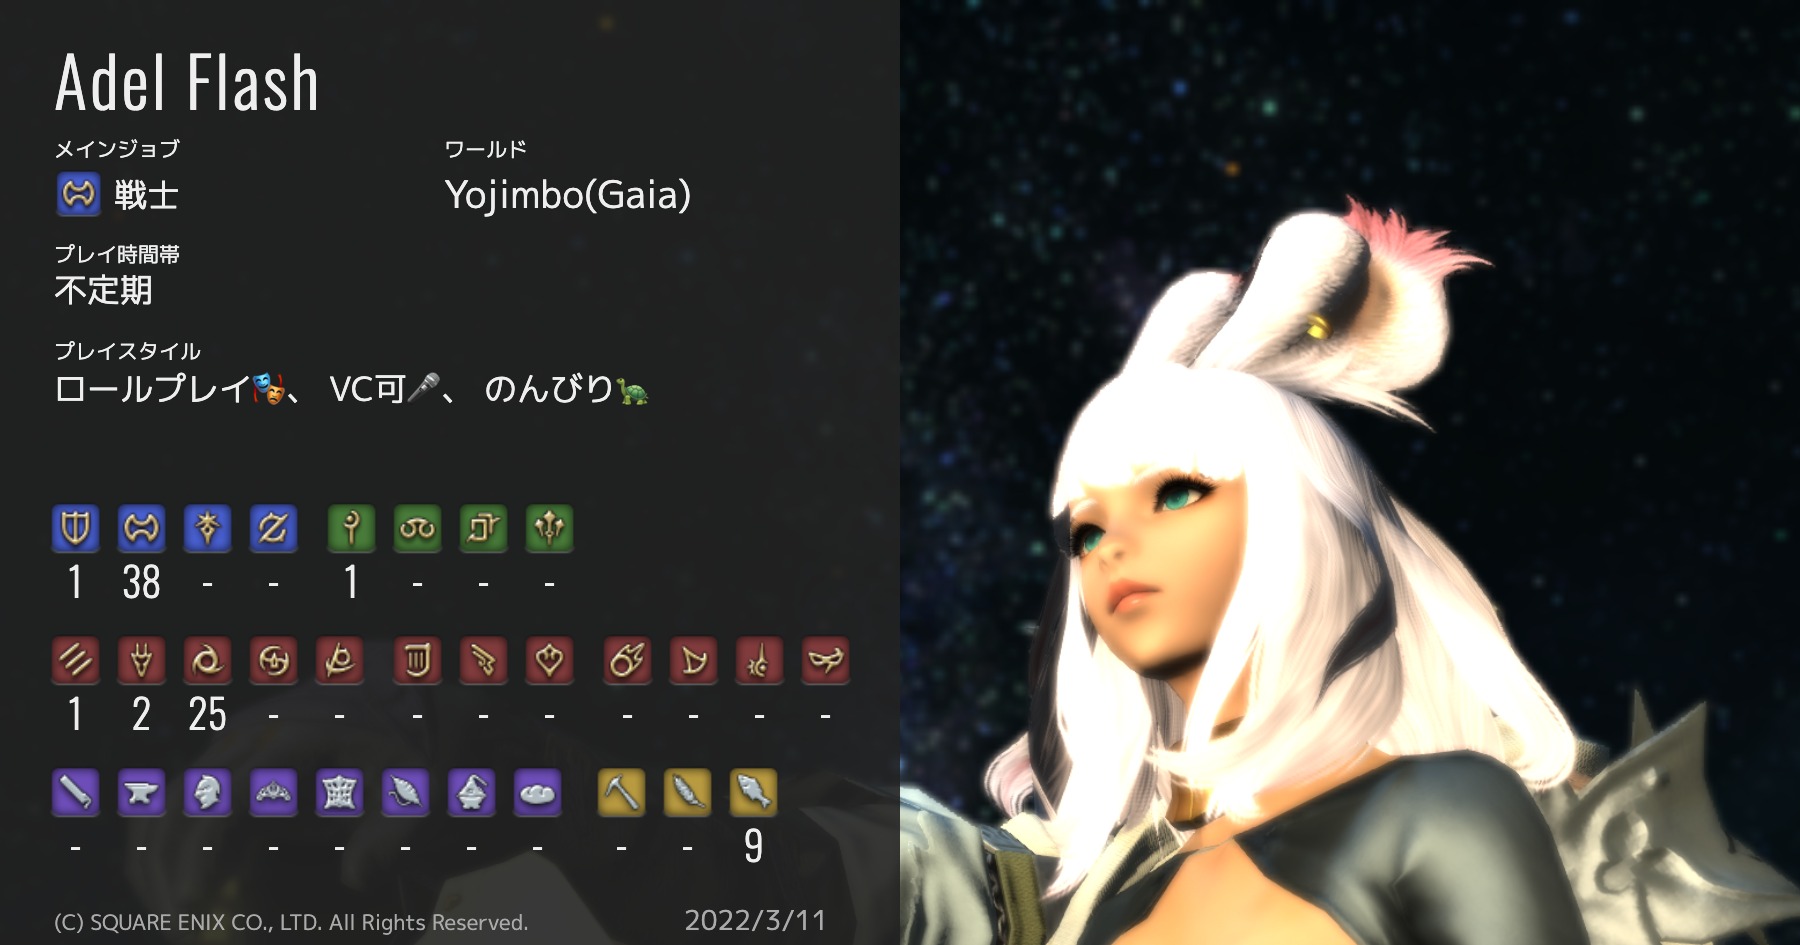 Adel Flash
メインジョブ ワールド
戦士 Yojimbo(Gaia)
プレイ時間帯
不定期
プレイスタイル
ロールプレイ🎭、 VC可🎤、 のんびり🐢
1 38 - - 1 - - -
1 2 25 - - - - - - - - -
- - - - - - - - - - 9
(C) SQUARE ENIX CO., LTD. All Rights Reserved. 2022/3/11